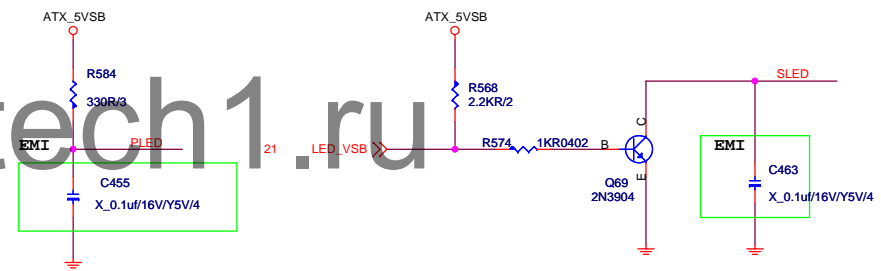 ATX_5VSB
R584
330R/3
EMI
PLED
C455
X_0.1uf/16V/Y5V/4
tech1.ru
ATX_5VSB
R568
2.2KR/2
21
LED_VSB
R574
1KR0402
B
C
E
Q69
2N3904
SLED
EMI
C463
X_0.1uf/16V/Y5V/4